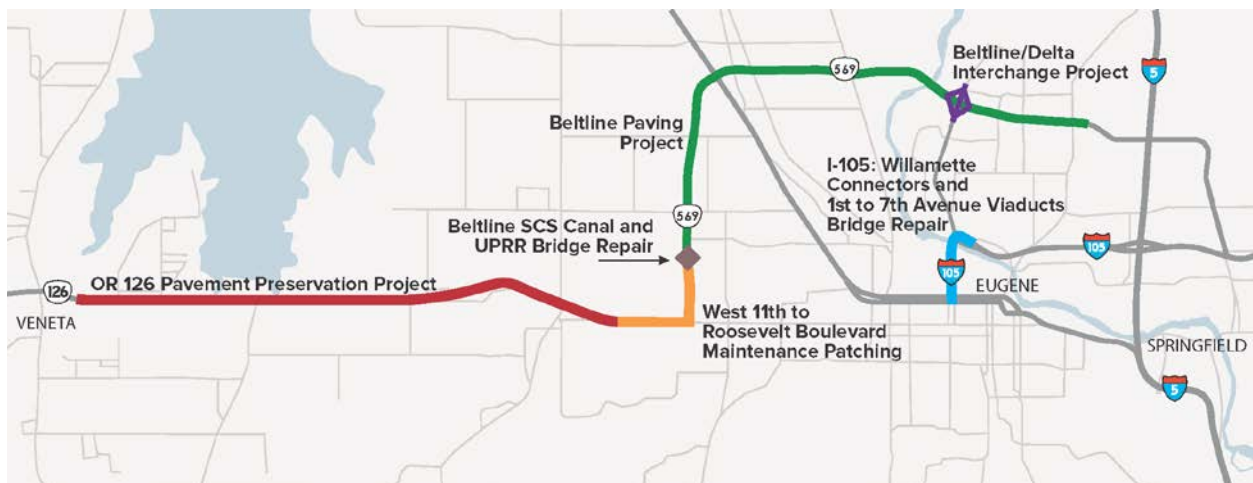 569
Beltline/Delta
Interchange Project
5
Beltline Paving
Project
I-105: Willamette
Connectors and
1st to 7th Avenue Viaducts
Bridge Repair
569
Beltline SCS Canal and
UPRR Bridge Repair
105
105
OR 126 Pavement Preservation Project
126
VENETA
EUGENE
West 11th to
Roosevelt Boulevard
Maintenance Patching
SPRINGFIELD
5